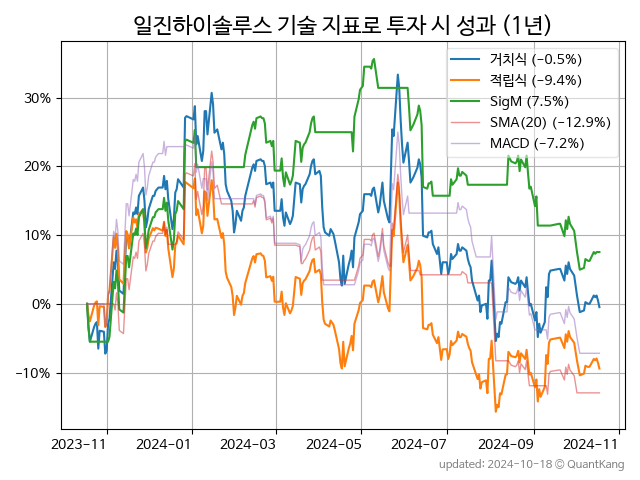 일진하이솔루스 기술 지표로 투자 시 성과 (1년)
거치식 (−0.5%)
적립식 (−9.4%)
SigM (7.5%)
SMA(20) (−12.9%)
MACD (−7.2%)
30%
20%
10%
0%
−10%
2023−11 2024−01 2024−03 2024−05 2024−07 2024−09 2024−11
updated: 2024-10-18 © QuantKang